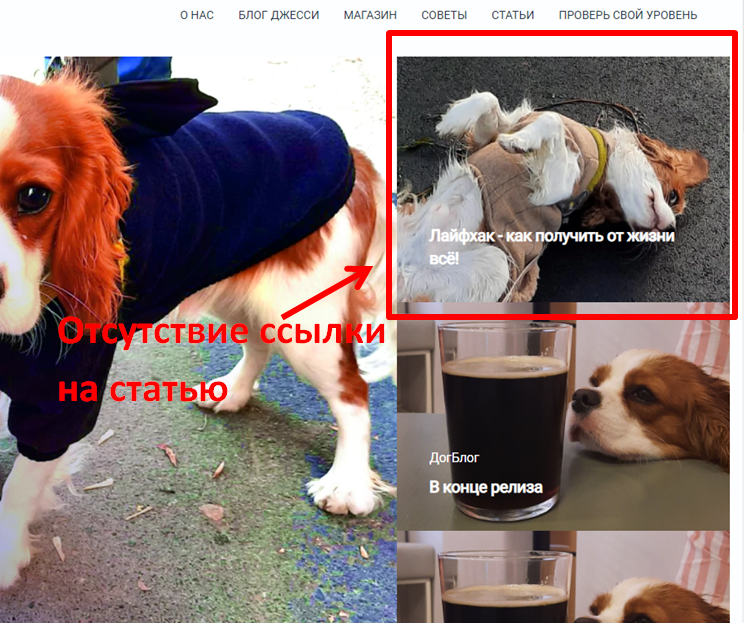 О НАС БЛОГ ДЖЕССИ МАГАЗИН СОВЕТЫ СТАТЬИ ПРОВЕРЬ СВОЙ УРОВЕНЬ
Лайфхак - как получить от жизни
всё!
Отсутствие ссылки
на статью
ДогБлог
В конце релиза